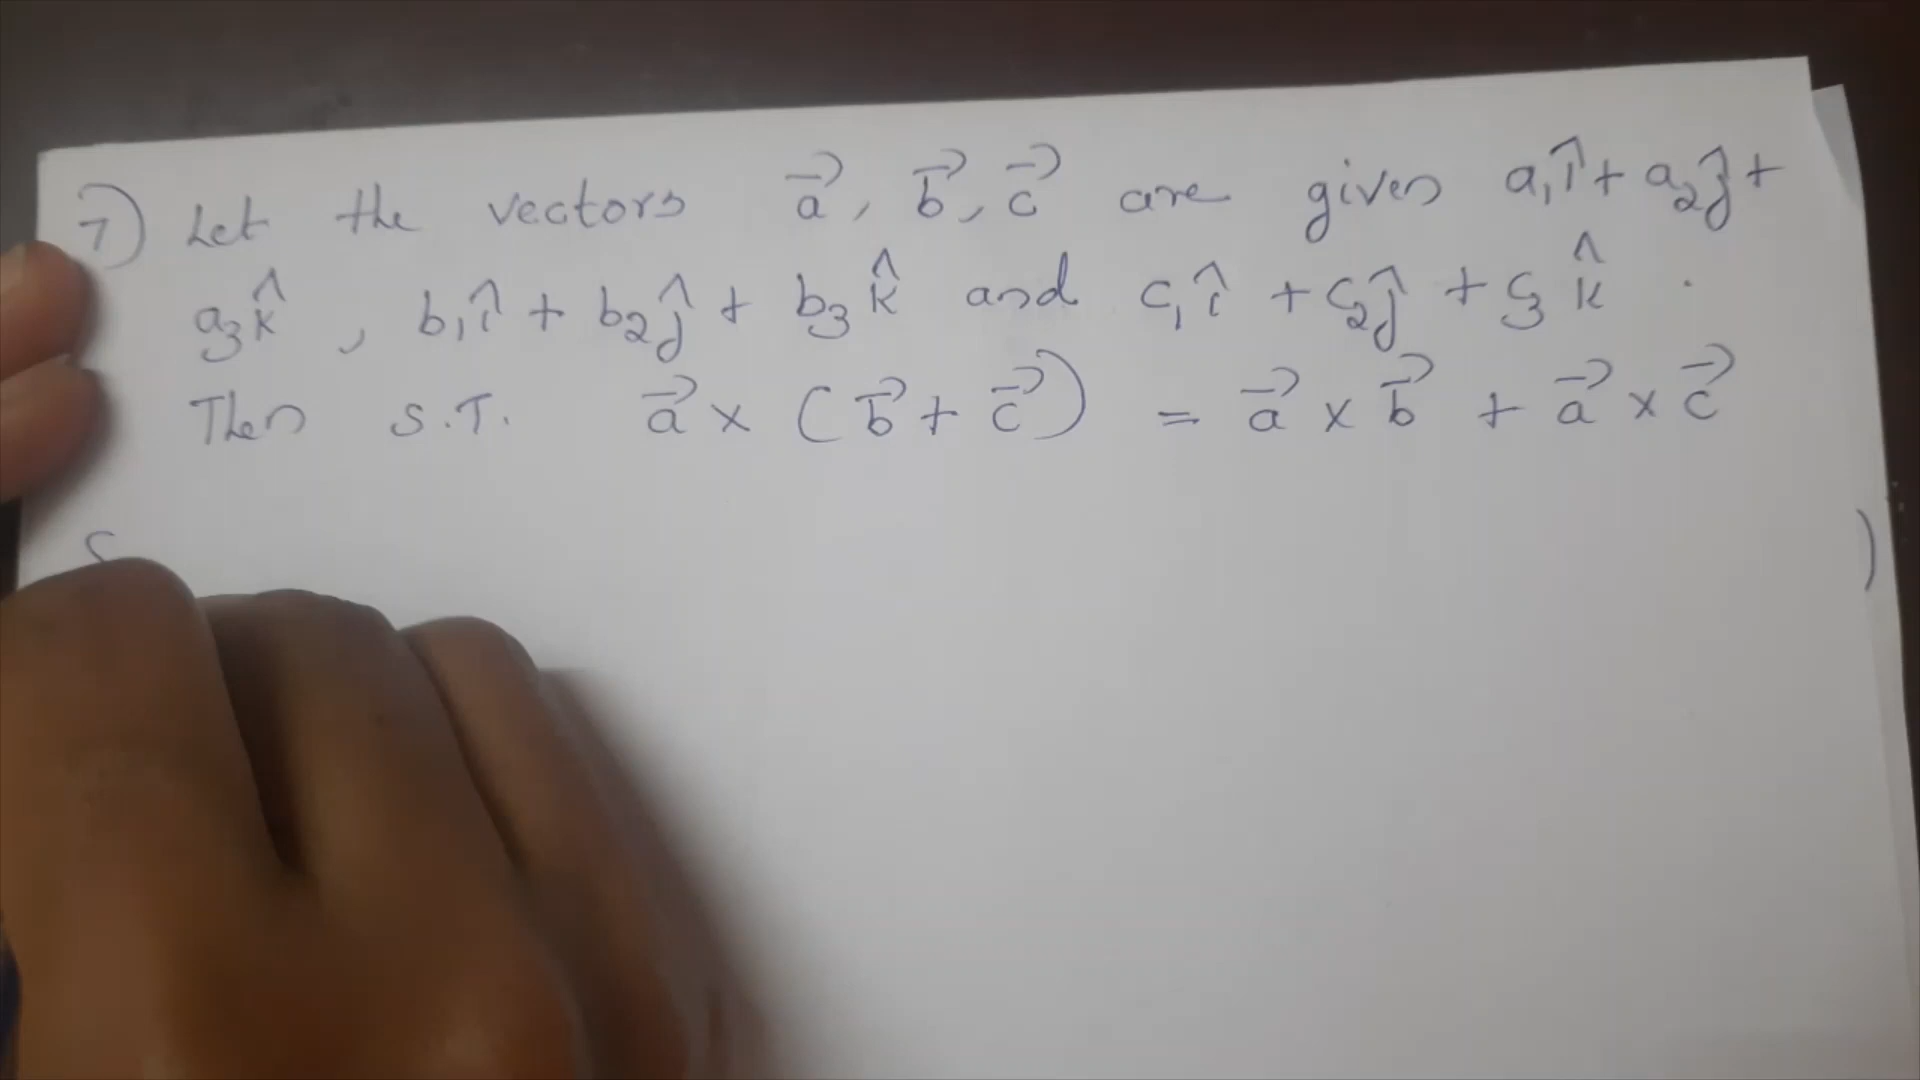 7) Let the vectors a⃗, b⃗, c⃗ are given a₁î + a₂ĵ +
a₃k̂, b₁î + b₂ĵ + b₃k̂ and c₁î + c₂ĵ + c₃k̂.
Then S.T. a⃗ × (b⃗ + c⃗) = a⃗ × b⃗ + a⃗ × c⃗